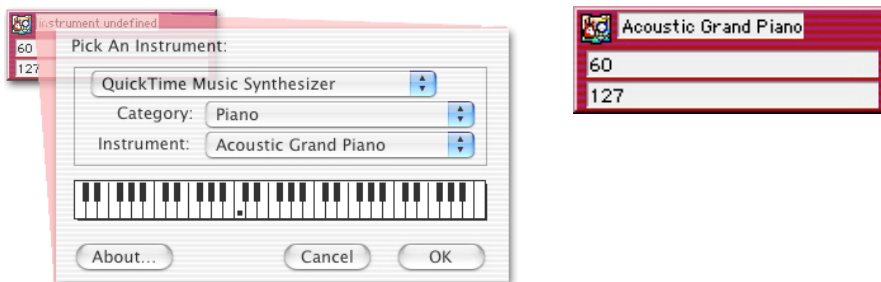 instrument undefined
60
127
Pick An Instrument:
QuickTime Music Synthesizer
Category: Piano
Instrument: Acoustic Grand Piano
About...
Cancel
OK
Acoustic Grand Piano
60
127